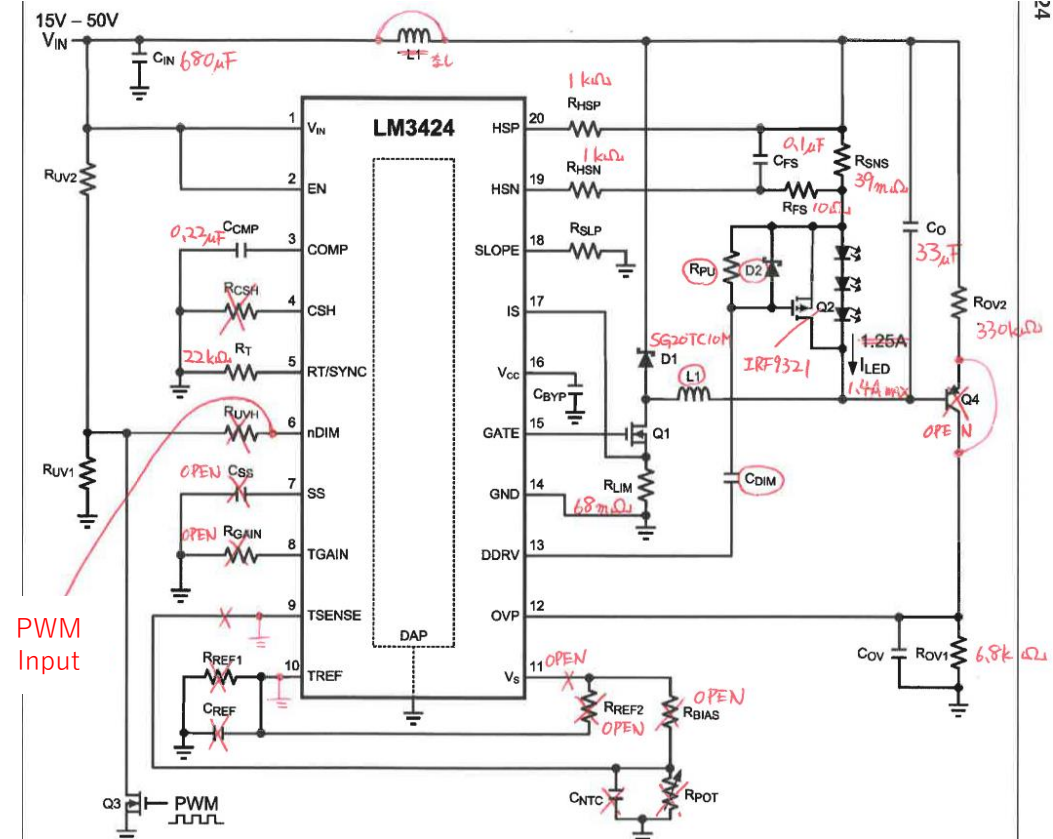 24
15V – 50V
VIN
CIN 680μF
L1
1kΩ
RHSP
1
VIN
LM3424
HSP
20
0.1μF
CFS
RSNS
39mΩ
RUV2
2
EN
1kΩ
RHSN
HSN
19
RFS 10Ω
0.22μF
CCMP
3
COMP
SLOPE
18
RSLP
CO
33μF
RPU
D2
Q2
RCSH
4
CSH
IS
17
ROV2
330kΩ
22kΩ
RT
5
RT/SYNC
VCC
16
CBYP
SG20TC10M
D1
IRF9321
1.25A
ILED
1.4A max
L1
Q4
OPEN
RUVH
6
nDIM
GATE
15
Q1
RUV1
OPEN CSS
7
SS
GND
14
RLIM
68mΩ
CDIM
OPEN RGAIN
8
TGAIN
DDRV
13
PWM
Input
9
TSENSE
OVP
12
DAP
COV
ROV1
6.8kΩ
RREF1
10
TREF
VS
11
OPEN
CREF
RREF2
OPEN
RBIAS
OPEN
CNTC
RPOT
Q3
PWM